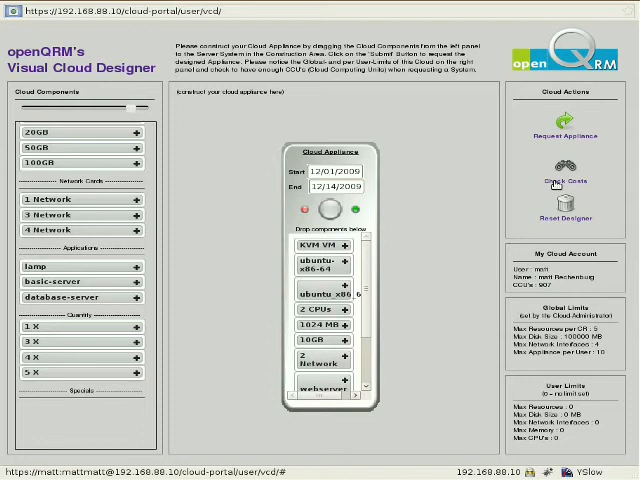 https://192.168.88.10/cloud-portal/user/vcd/
openQRM's
Visual Cloud Designer
Please construct your Cloud Appliance by dragging the Cloud Components from the left panel
to the Server System in the Construction Area. Click on the 'Submit' Button to request the
designed Appliance. Please notice the Global- and per User-Limits of this Cloud on the right
panel and check to have enough CCU's (Cloud Computing Units) when requesting a System.
open QRM
Cloud Components
20GB
50GB
100GB
Network Cards
1 Network
3 Network
4 Network
Applications
lamp
basic-server
database-server
Quantity
1 X
3 X
4 X
5 X
Specials
(construct your cloud appliance here)
Cloud Appliance
Start 12/01/2009
End 12/14/2009
Drop components below
KVM VM
ubuntu-
x86-64
ubuntu_x86_6
2 CPUs
1024 MB
10GB
2
Network
webserver
Cloud Actions
Request Appliance
Check Costs
Reset Designer
My Cloud Account
User : matt
Name : matt Rechenburg
CCU's : 907
Global Limits
(set by the Cloud-Administrator)
Max Resources per CR : 5
Max Disk Size : 100000 MB
Max Network Interfaces : 4
Max Appliance per User : 10
User Limits
(0 = no limit set)
Max Resources : 0
Max Disk Size : 0 MB
Max Network Interfaces : 0
Max Memory : 0
Max CPU's : 0
https://matt:mattmatt@192.168.88.10/cloud-portal/user/vcd/#
192.168.88.10
YSlow